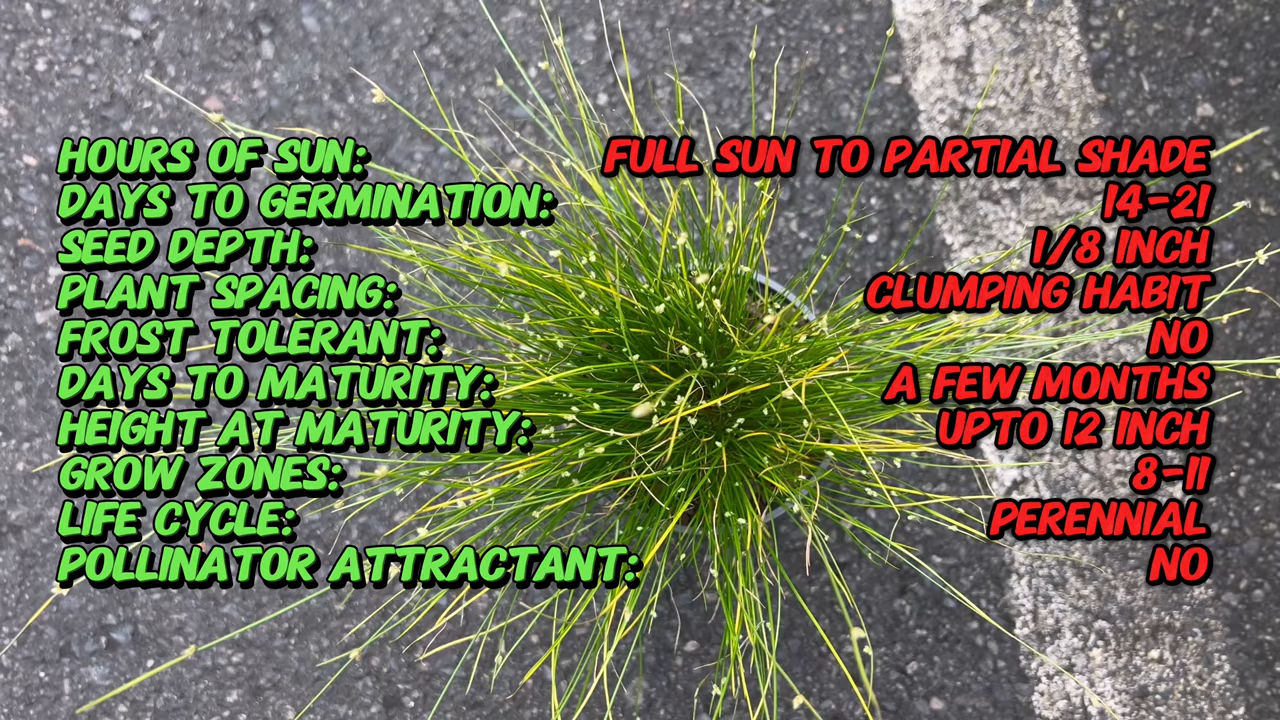 HOURS OF SUN: FULL SUN TO PARTIAL SHADE
DAYS TO GERMINATION: 14-21
SEED DEPTH: 1/8 INCH
PLANT SPACING: CLUMPING HABIT
FROST TOLERANT: NO
DAYS TO MATURITY: A FEW MONTHS
HEIGHT AT MATURITY: UPTO 12 INCH
GROW ZONES: 8-11
LIFE CYCLE: PERENNIAL
POLLINATOR ATTRACTANT: NO